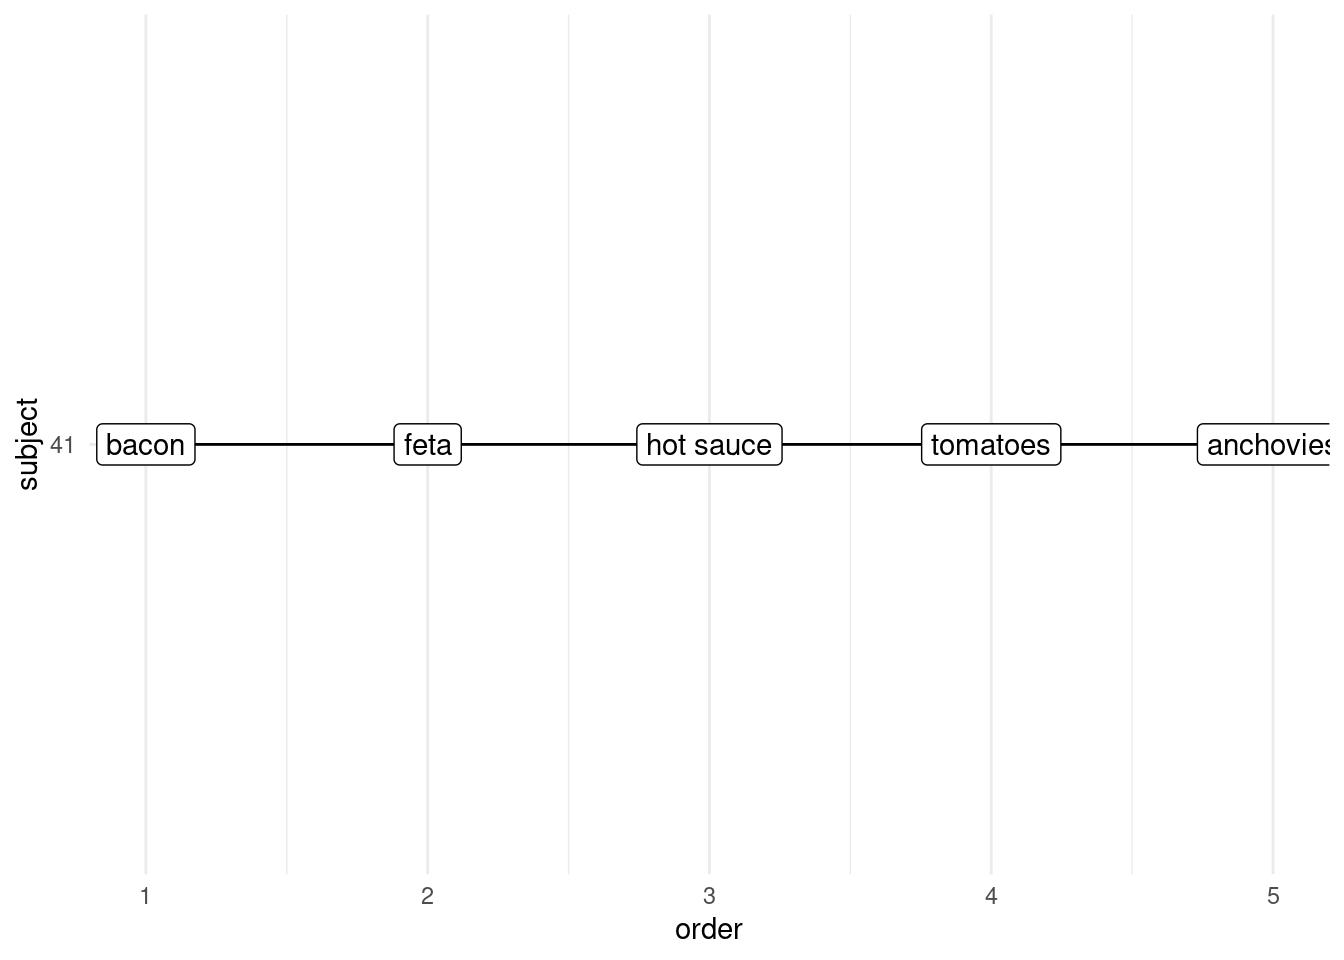 subject
41
bacon
feta
hot sauce
tomatoes
anchovies
1
2
3
4
5
order